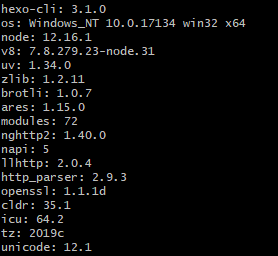 hexo-cli: 3.1.0
os: Windows_NT 10.0.17134 win32 x64
node: 12.16.1
v8: 7.8.279.23-node.31
uv: 1.34.0
zlib: 1.2.11
brotli: 1.0.7
ares: 1.15.0
modules: 72
nghttp2: 1.40.0
napi: 5
llhttp: 2.0.4
http_parser: 2.9.3
openssl: 1.1.1d
cldr: 35.1
icu: 64.2
tz: 2019c
unicode: 12.1